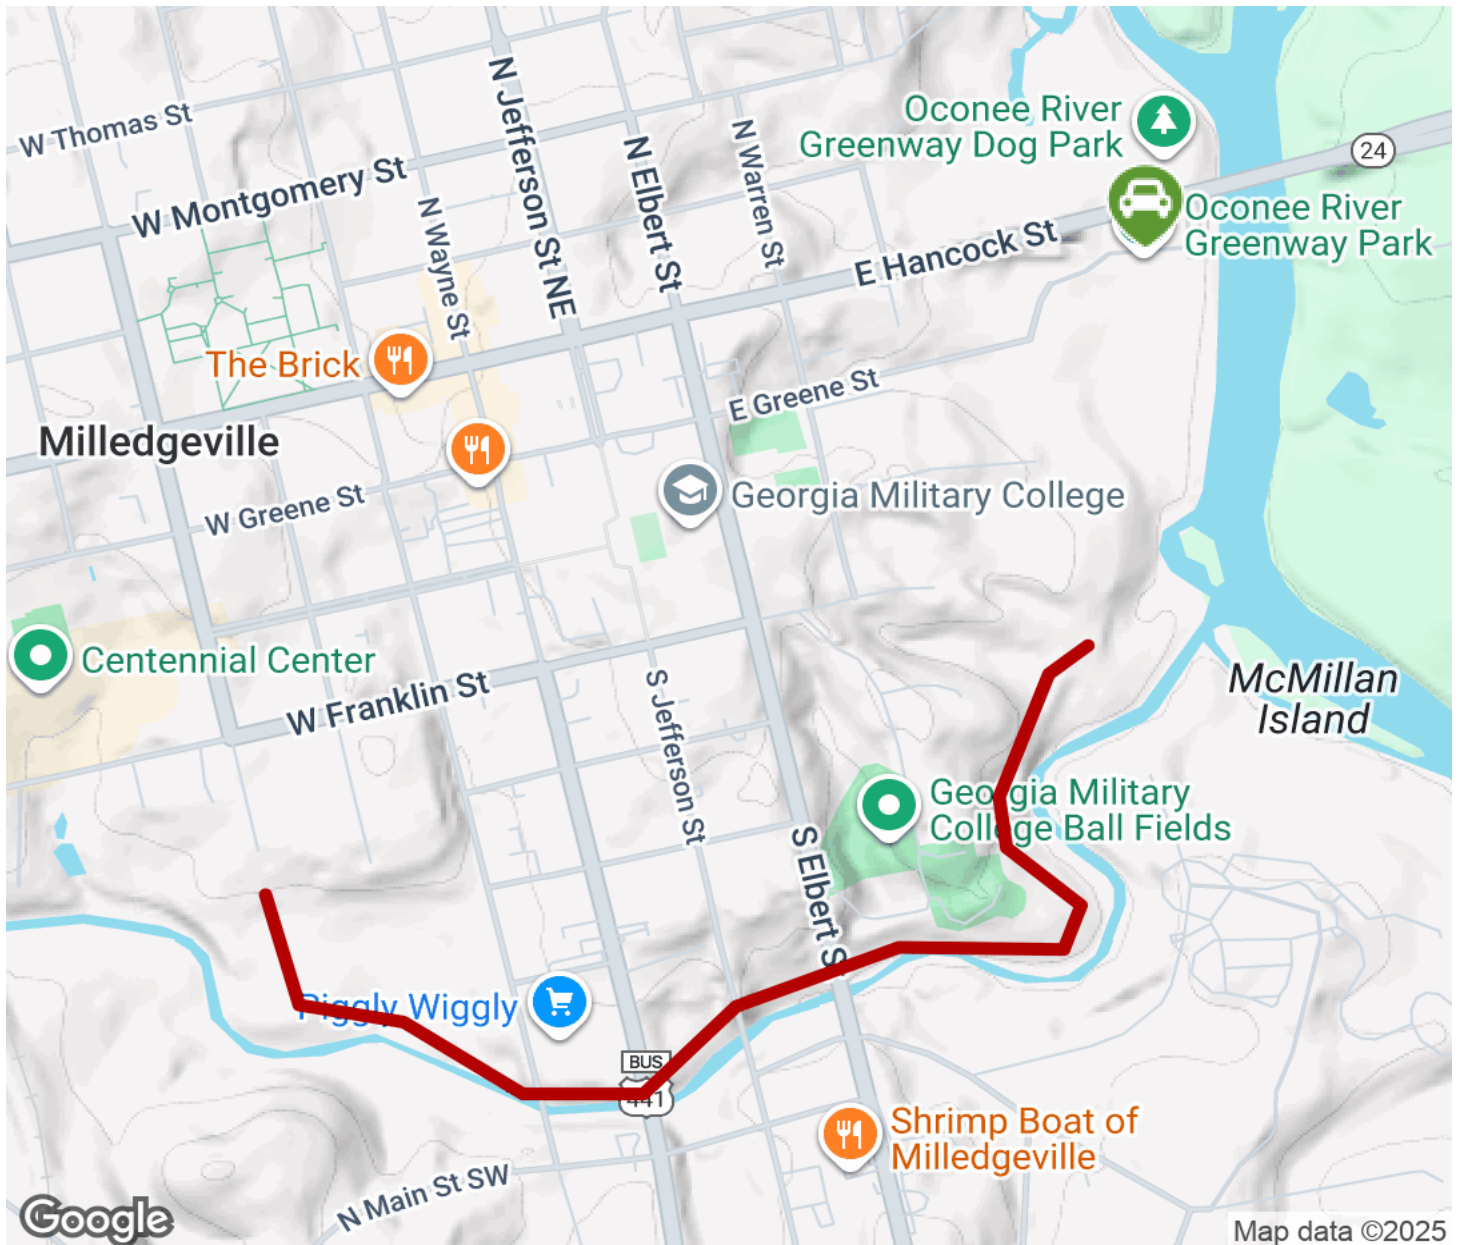 W Thomas St
N Jefferson St NE
Oconee River
Greenway Dog Park
N Elbert St
N Warren St
24
W Montgomery St
N Wayne St
Oconee River
Greenway Park
E Hancock St
The Brick
E Greene St
Milledgeville
W Greene St
Georgia Military College
Centennial Center
W Franklin St
S Jefferson St
McMillan
Island
Georgia Military
College Ball Fields
S Elbert St
Piggly Wiggly
BUS
441
Shrimp Boat of
Milledgeville
N Main St SW
Google
Map data ©2025